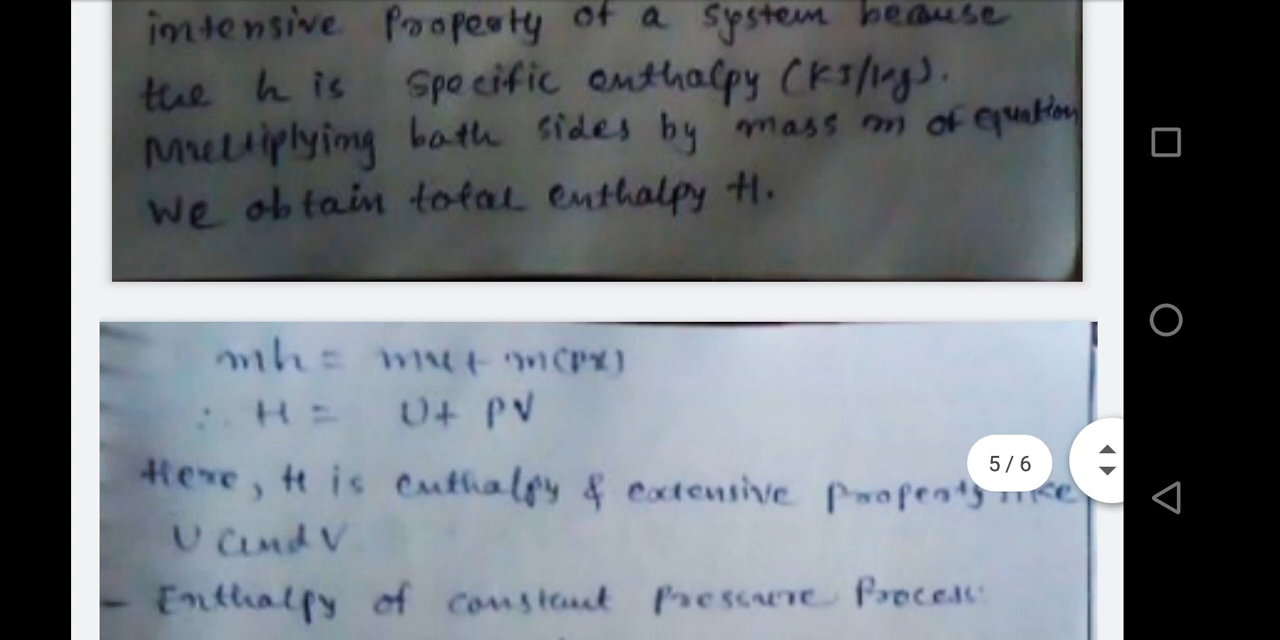 intensive Property of a system beause
the h is specific enthalpy (KJ/kg).
Multiplying bath sides by mass m of equation
we obtain total enthalpy H.
mh = mu + m(pv)
∴ H = U + PV
Here, H is enthalpy & extensive property like
U and V
- Enthalpy of constant Pressure Process
5 / 6